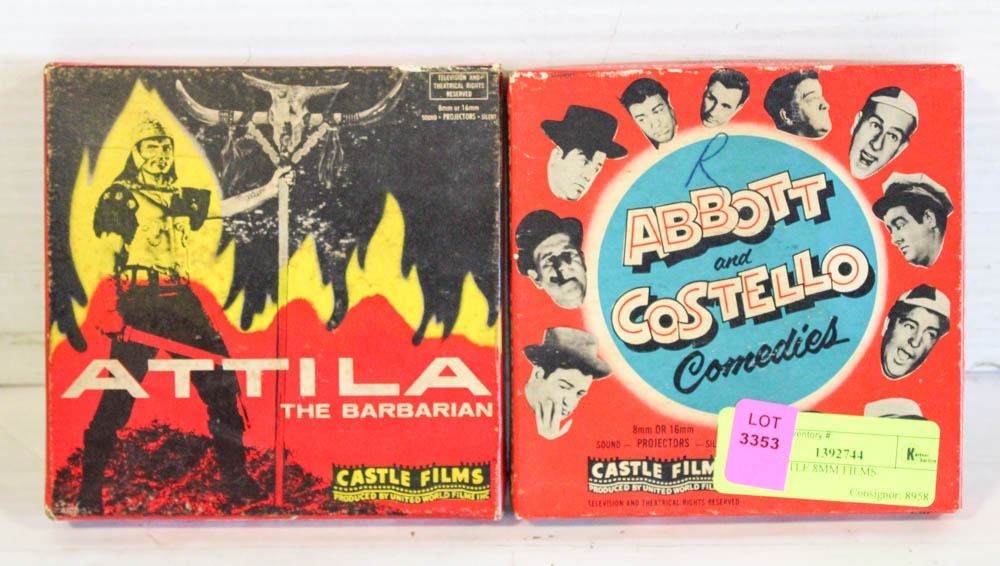 TELEVISION AND
THEATRICAL RIGHTS
RESERVED
8mm or 16mm
SOUND - PROJECTORS - SILENT
ATTILA
THE BARBARIAN
CASTLE FILMS
PRODUCED BY UNITED WORLD FILMS INC
R
ABBOTT
and
COSTELLO
Comedies
8mm OR 16mm
SOUND — PROJECTORS —
CASTLE
PRODUCED BY UNITED WORLD FILMS
TELEVISION AND THEATRICAL RIGHTS RESERVED
LOT
3353
#
1392744
8MM FILMS
Consignor: 8958